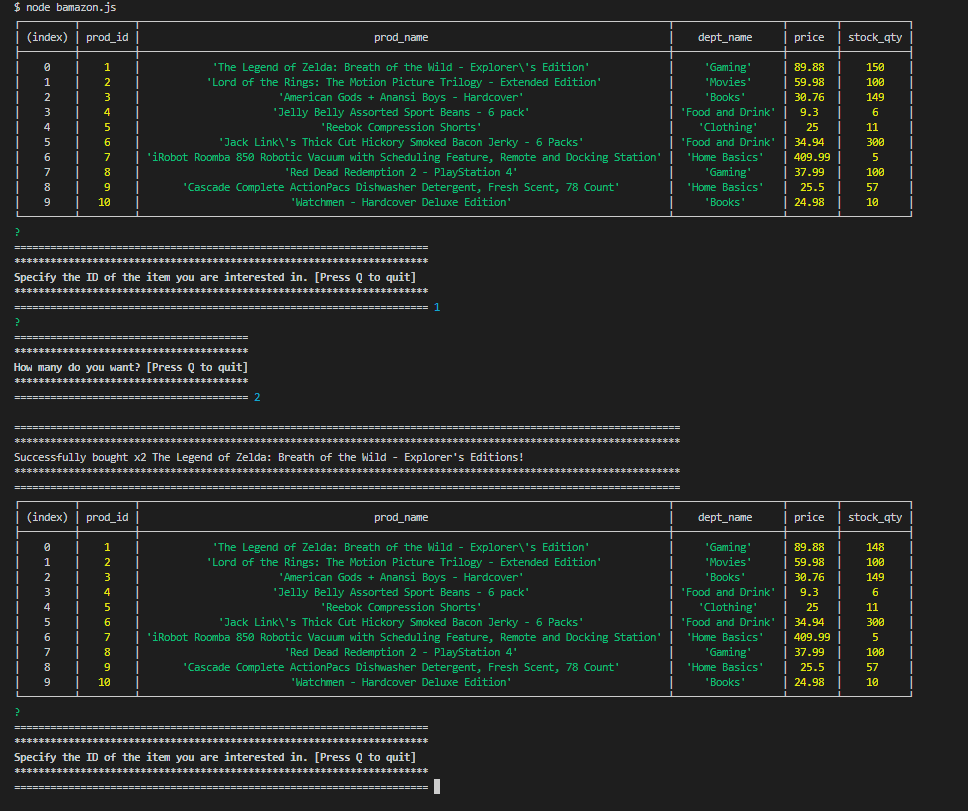 $ node bamazon.js
(index) prod_id prod_name dept_name price stock_qty
0 1 'The Legend of Zelda: Breath of the Wild - Explorer\'s Edition' 'Gaming' 89.88 150
1 2 'Lord of the Rings: The Motion Picture Trilogy - Extended Edition' 'Movies' 59.98 100
2 3 'American Gods + Anansi Boys - Hardcover' 'Books' 30.76 149
3 4 'Jelly Belly Assorted Sport Beans - 6 pack' 'Food and Drink' 9.3 6
4 5 'Reebok Compression Shorts' 'Clothing' 25 11
5 6 'Jack Link\'s Thick Cut Hickory Smoked Bacon Jerky - 6 Packs' 'Food and Drink' 34.94 300
6 7 'iRobot Roomba 850 Robotic Vacuum with Scheduling Feature, Remote and Docking Station' 'Home Basics' 409.99 5
7 8 'Red Dead Redemption 2 - PlayStation 4' 'Gaming' 37.99 100
8 9 'Cascade Complete ActionPacs Dishwasher Detergent, Fresh Scent, 78 Count' 'Home Basics' 25.5 57
9 10 'Watchmen - Hardcover Deluxe Edition' 'Books' 24.98 10
?
=====================================================================
*********************************************************************
Specify the ID of the item you are interested in. [Press Q to quit]
*********************************************************************
===================================================================== 1
?
=======================================
***************************************
How many do you want? [Press Q to quit]
***************************************
======================================= 2
===============================================================================================================
***************************************************************************************************************
Successfully bought x2 The Legend of Zelda: Breath of the Wild - Explorer's Editions!
***************************************************************************************************************
===============================================================================================================
(index) prod_id prod_name dept_name price stock_qty
0 1 'The Legend of Zelda: Breath of the Wild - Explorer\'s Edition' 'Gaming' 89.88 148
1 2 'Lord of the Rings: The Motion Picture Trilogy - Extended Edition' 'Movies' 59.98 100
2 3 'American Gods + Anansi Boys - Hardcover' 'Books' 30.76 149
3 4 'Jelly Belly Assorted Sport Beans - 6 pack' 'Food and Drink' 9.3 6
4 5 'Reebok Compression Shorts' 'Clothing' 25 11
5 6 'Jack Link\'s Thick Cut Hickory Smoked Bacon Jerky - 6 Packs' 'Food and Drink' 34.94 300
6 7 'iRobot Roomba 850 Robotic Vacuum with Scheduling Feature, Remote and Docking Station' 'Home Basics' 409.99 5
7 8 'Red Dead Redemption 2 - PlayStation 4' 'Gaming' 37.99 100
8 9 'Cascade Complete ActionPacs Dishwasher Detergent, Fresh Scent, 78 Count' 'Home Basics' 25.5 57
9 10 'Watchmen - Hardcover Deluxe Edition' 'Books' 24.98 10
?
=====================================================================
*********************************************************************
Specify the ID of the item you are interested in. [Press Q to quit]
*********************************************************************
=====================================================================